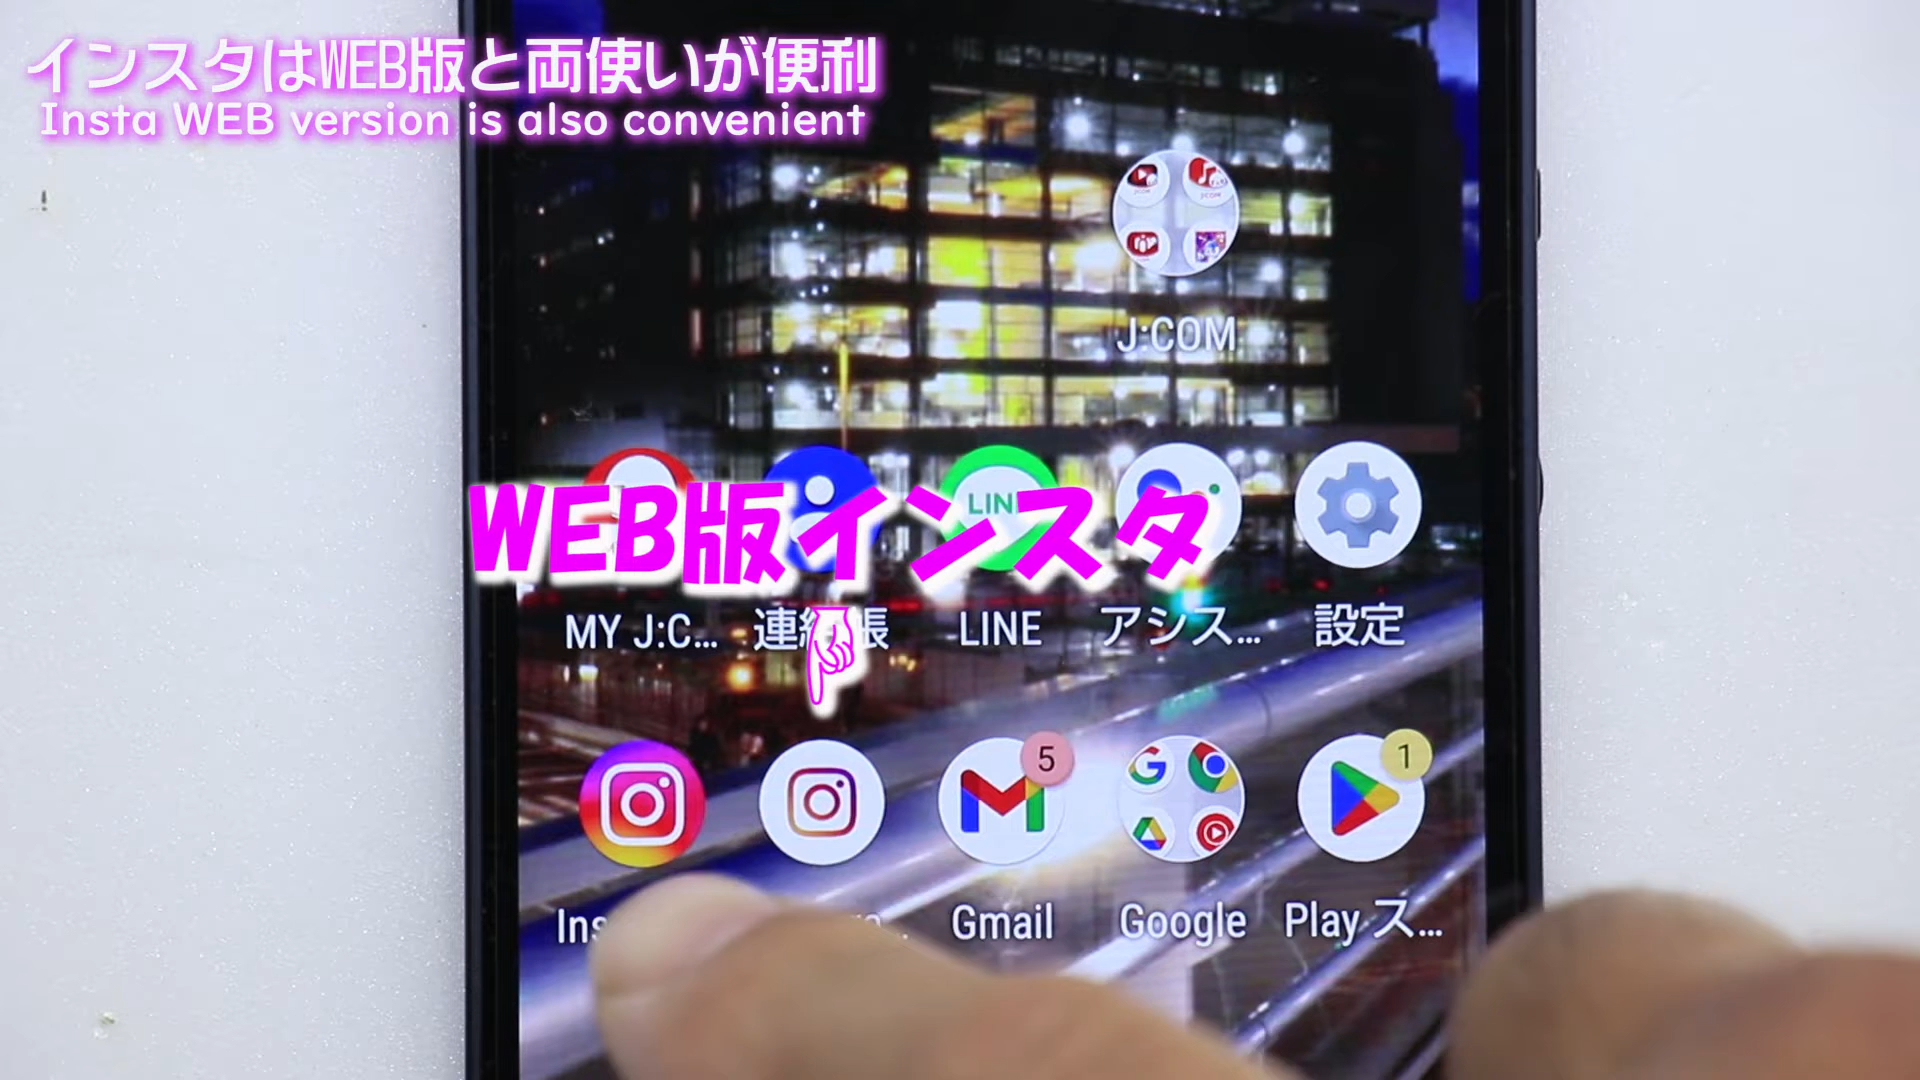 インスタはWEB版と両使いが便利
Insta WEB version is also convenient
J:COM
WEB版インスタ
MY J:C...
LINE
アシス...
設定
5
1
Gmail
Google
Play ス...